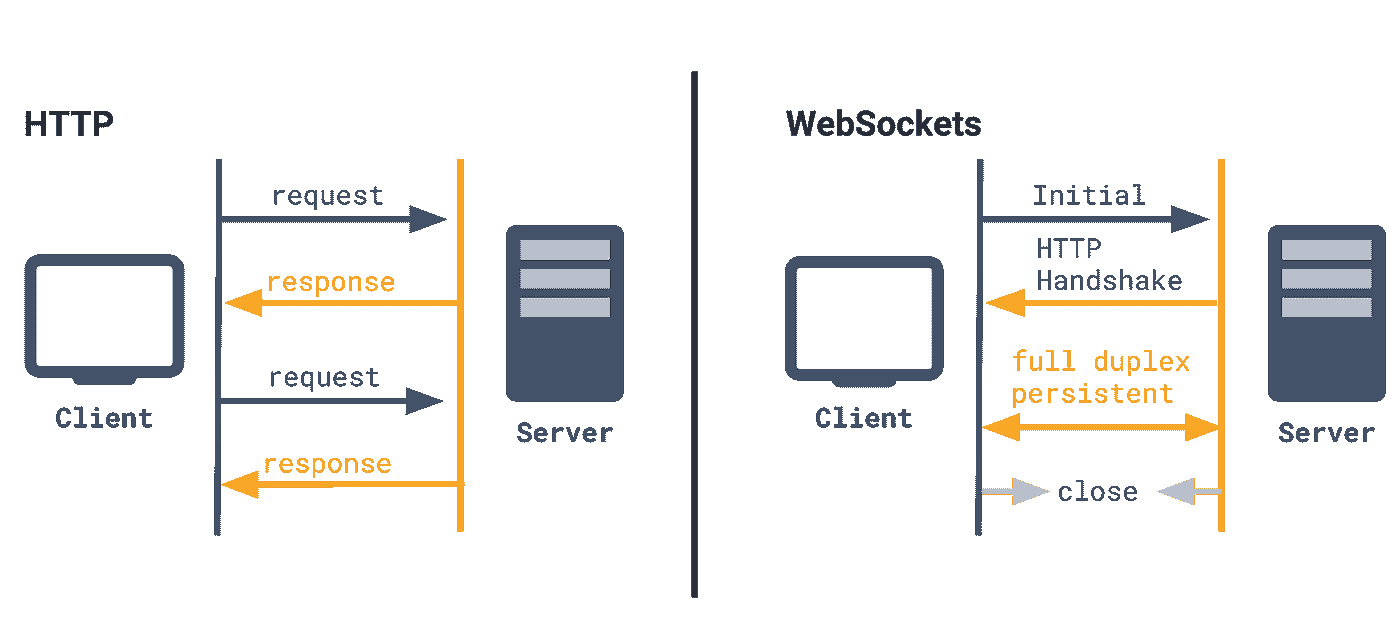 HTTP
request
response
request
response
Client
Server
WebSockets
Initial
HTTP
Handshake
full duplex
persistent
close
Client
Server